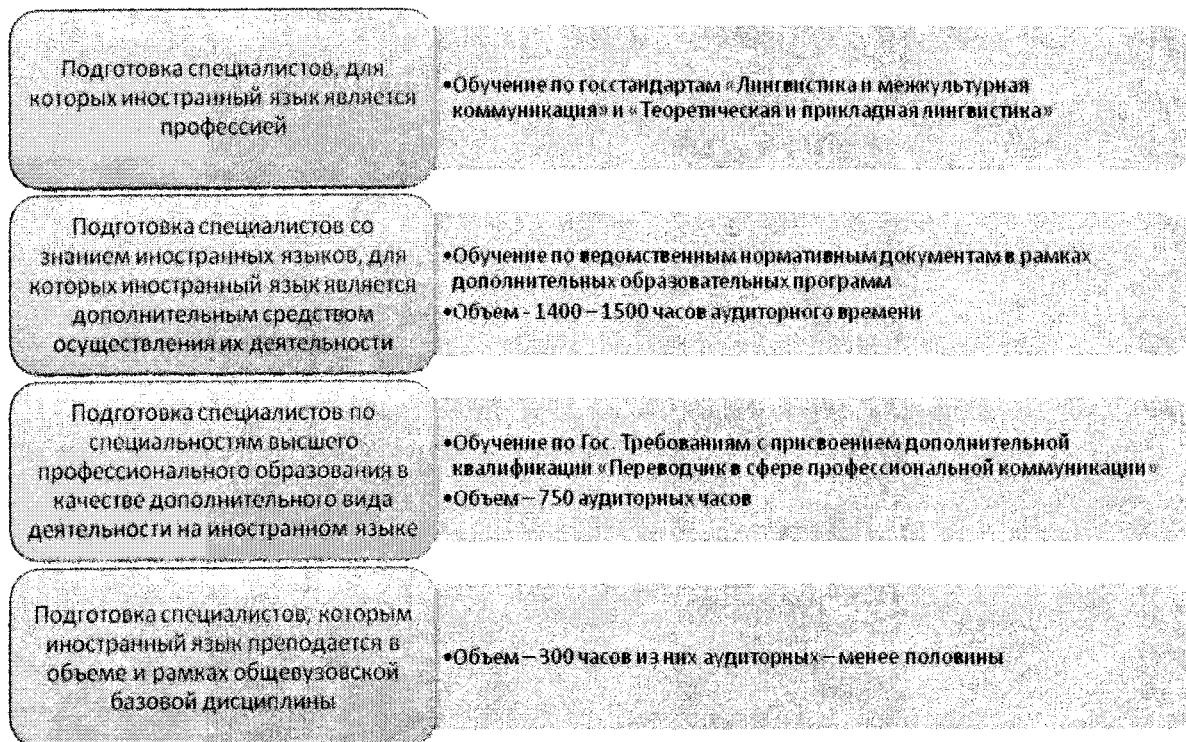 Подготовка специалистов, для
которых иностранный язык является
профессией
•Обучение по госстандартам «Лингвистика и межкультурная
коммуникация» и «Теоретическая и прикладная лингвистика»
Подготовка специалистов со
знанием иностранных языков, для
которых иностранный язык является
дополнительным средством
осуществления их деятельности
•Обучение по ведомственным нормативным документам в рамках
дополнительных образовательных программ
•Объем - 1400 – 1500 часов аудиторного времени
Подготовка специалистов по
специальностям высшего
профессионального образования в
качестве дополнительного вида
деятельности на иностранном языке
•Обучение по Гос. Требованиям с присвоением дополнительной
квалификации «Переводчик в сфере профессиональной коммуникации»
•Объем – 750 аудиторных часов
Подготовка специалистов, которым
иностранный язык преподается в
объеме и рамках общевузовской
базовой дисциплины
•Объем – 300 часов из них аудиторных – менее половины